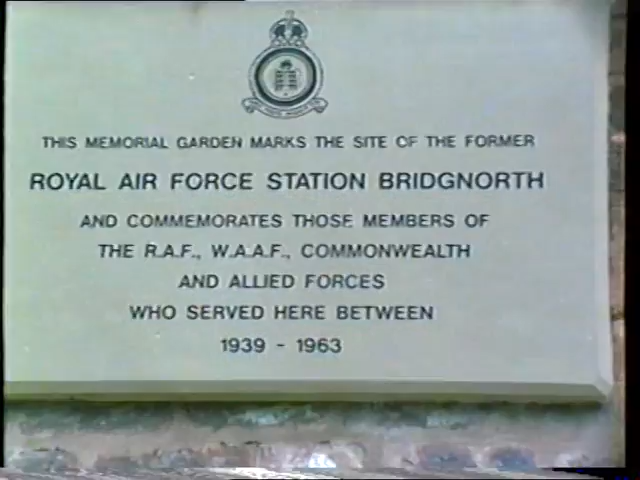 THIS MEMORIAL GARDEN MARKS THE SITE OF THE FORMER
ROYAL AIR FORCE STATION BRIDGNORTH
AND COMMEMORATES THOSE MEMBERS OF
THE R.A.F., W.A.A.F., COMMONWEALTH
AND ALLIED FORCES
WHO SERVED HERE BETWEEN
1939 - 1963